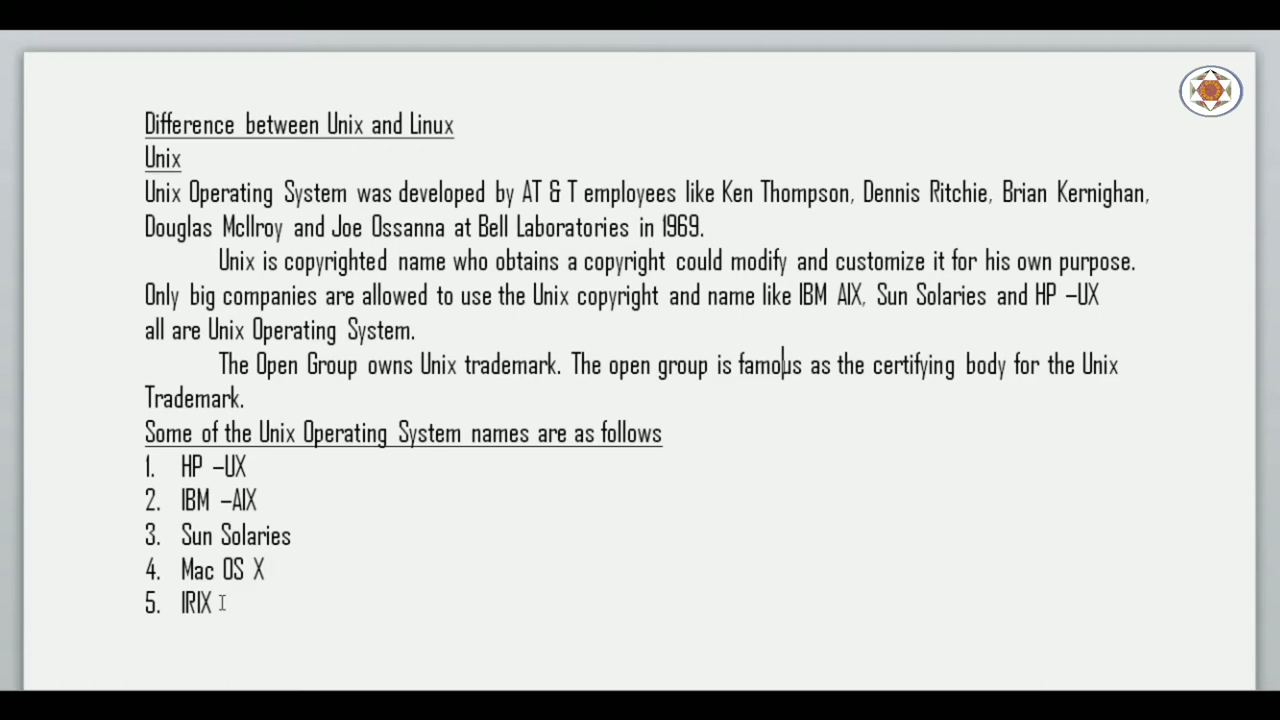 Difference between Unix and Linux
Unix
Unix Operating System was developed by AT & T employees like Ken Thompson, Dennis Ritchie, Brian Kernighan,
Douglas McIlroy and Joe Ossanna at Bell Laboratories in 1969.
Unix is copyrighted name who obtains a copyright could modify and customize it for his own purpose.
Only big companies are allowed to use the Unix copyright and name like IBM AIX, Sun Solaries and HP –UX
all are Unix Operating System.
The Open Group owns Unix trademark. The open group is famous as the certifying body for the Unix
Trademark.
Some of the Unix Operating System names are as follows
1. HP –UX
2. IBM –AIX
3. Sun Solaries
4. Mac OS X
5. IRIX